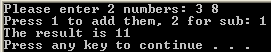 Please enter 2 numbers: 3 8
Press 1 to add them, 2 for sub: 1
The result is 11
Press any key to continue . . .